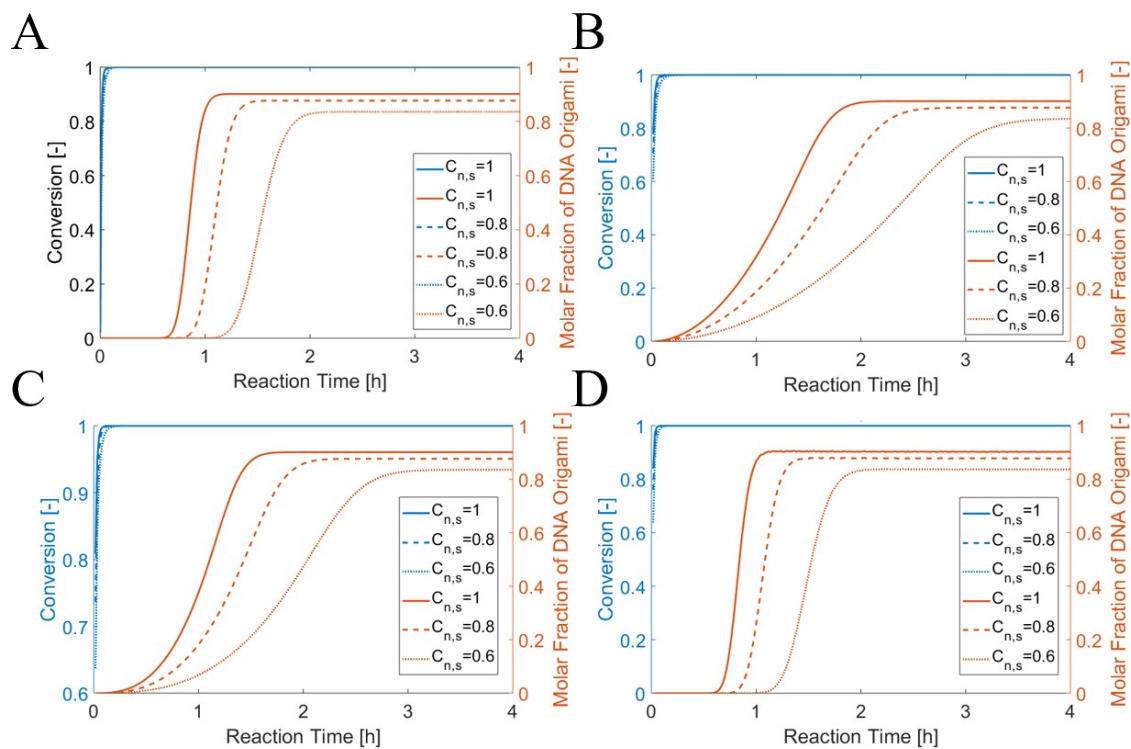 A
Conversion [-]
1
0.8
0.6
0.4
0.2
0
0 1 2 3 4
Reaction Time [h]
1
0.8
0.6
0.4
0.2
0
Molar Fraction of DNA Origami [-]
C_n,s=1
C_n,s=1
C_n,s=0.8
C_n,s=0.8
C_n,s=0.6
C_n,s=0.6
B
Conversion [-]
1
0.8
0.6
0.4
0.2
0
0 1 2 3 4
Reaction Time [h]
1
0.8
0.6
0.4
0.2
0
Molar Fraction of DNA Origami [-]
C_n,s=1
C_n,s=0.8
C_n,s=0.6
C_n,s=1
C_n,s=0.8
C_n,s=0.6
C
Conversion [-]
1
0.9
0.8
0.7
0.6
0 1 2 3 4
Reaction Time [h]
1
0.8
0.6
0.4
0.2
0
Molar Fraction of DNA Origami [-]
C_n,s=1
C_n,s=0.8
C_n,s=0.6
C_n,s=1
C_n,s=0.8
C_n,s=0.6
D
Conversion [-]
1
0.8
0.6
0.4
0.2
0
0 1 2 3 4
Reaction Time [h]
1
0.8
0.6
0.4
0.2
0
Molar Fraction of DNA Origami [-]
C_n,s=1
C_n,s=0.8
C_n,s=0.6
C_n,s=1
C_n,s=0.8
C_n,s=0.6